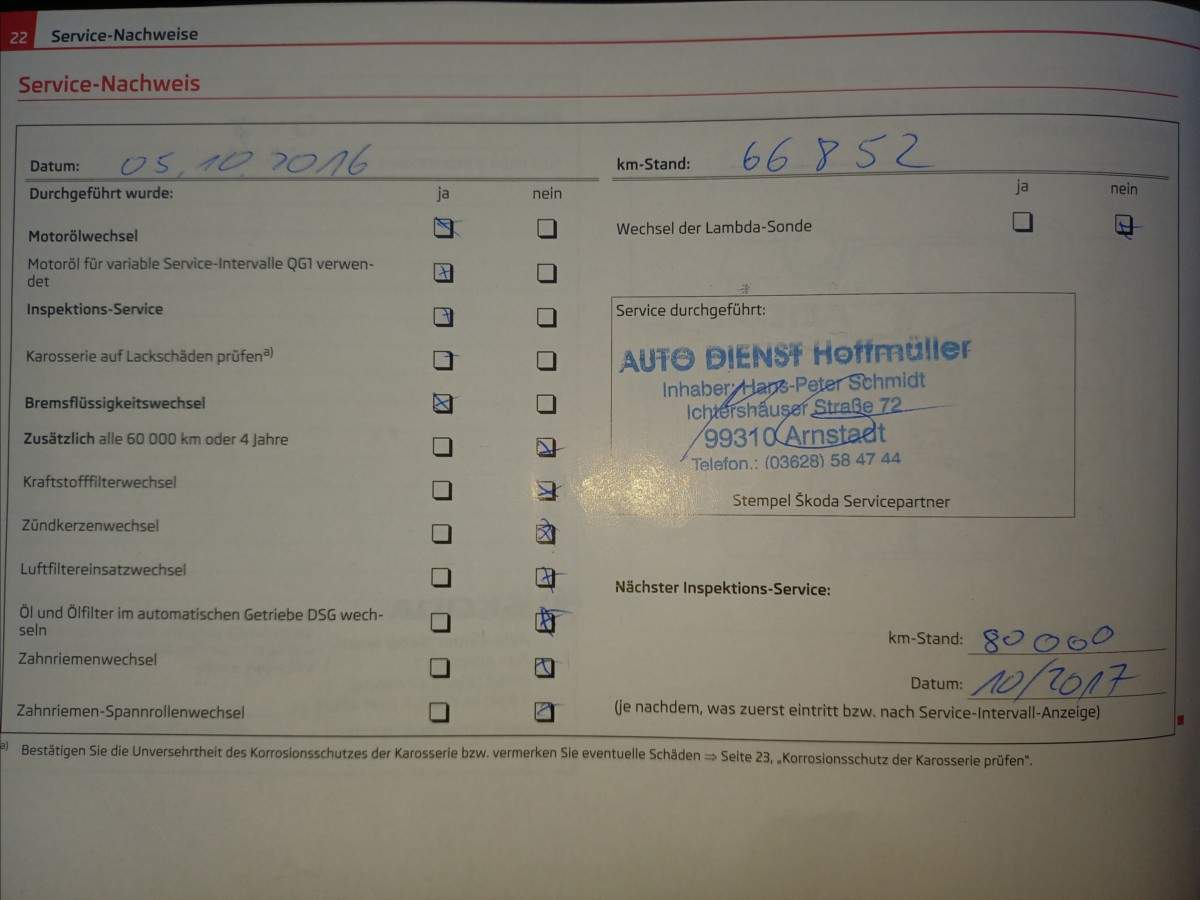 22 Service-Nachweise
Service-Nachweis
Datum: 05.10.2016
Durchgeführt wurde: ja nein
Motorölwechsel
Motoröl für variable Service-Intervalle QG1 verwen-
det
Inspektions-Service
Karosserie auf Lackschäden prüfena)
Bremsflüssigkeitswechsel
Zusätzlich alle 60 000 km oder 4 Jahre
Kraftstofffilterwechsel
Zündkerzenwechsel
Luftfiltereinsatzwechsel
Öl und Ölfilter im automatischen Getriebe DSG wech-
seln
Zahnriemenwechsel
Zahnriemen-Spannrollenwechsel
km-Stand: 66 852
ja nein
Wechsel der Lambda-Sonde
Service durchgeführt:
AUTO DIENST Hoffmüller
Inhaber: Hans-Peter Schmidt
Ichtershäuser Straße 72
99310 Arnstadt
Telefon.: (03628) 58 47 44
Stempel Škoda Servicepartner
Nächster Inspektions-Service:
km-Stand: 80 000
Datum: 10/2017
(je nachdem, was zuerst eintritt bzw. nach Service-Intervall-Anzeige)
a) Bestätigen Sie die Unversehrtheit des Korrosionsschutzes der Karosserie bzw. vermerken Sie eventuelle Schäden ⇒ Seite 23, „Korrosionsschutz der Karosserie prüfen“.